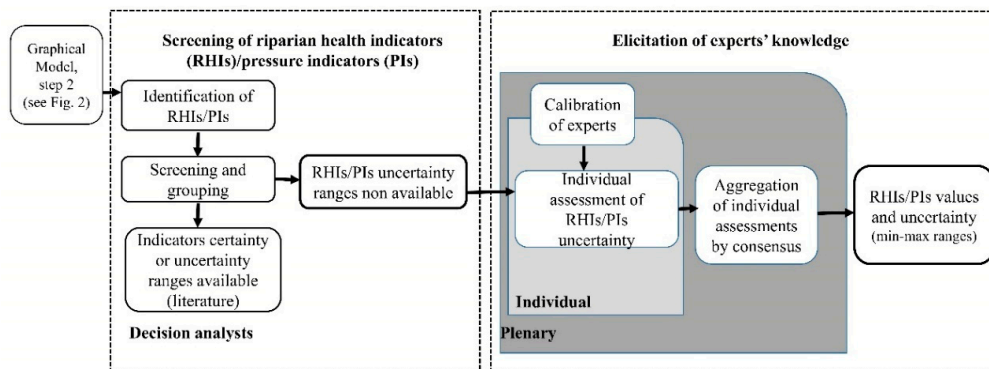 Graphical
Model,
step 2
(see Fig. 2)
Screening of riparian health indicators
(RHIs)/pressure indicators (PIs)
Identification of
RHIs/PIs
Screening and
grouping
Indicators certainty
or uncertainty
ranges available
(literature)
RHIs/PIs uncertainty
ranges non available
Decision analysts
Elicitation of experts’ knowledge
Calibration
of experts
Individual
assessment of
RHIs/PIs
uncertainty
Individual
Aggregation
of individual
assessments
by consensus
Plenary
RHIs/PIs values
and uncertainty
(min-max ranges)